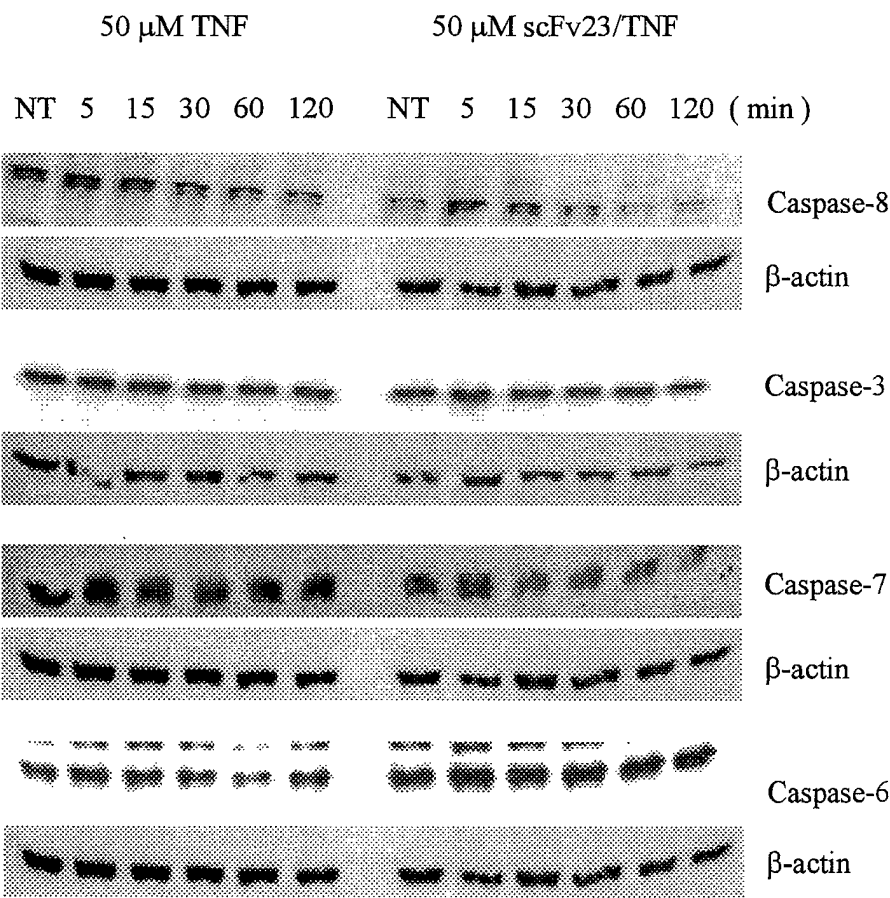 50 μM TNF 50 μM scFv23/TNF
NT 5 15 30 60 120 NT 5 15 30 60 120 ( min )
Caspase-8
β-actin
Caspase-3
β-actin
Caspase-7
β-actin
Caspase-6
β-actin